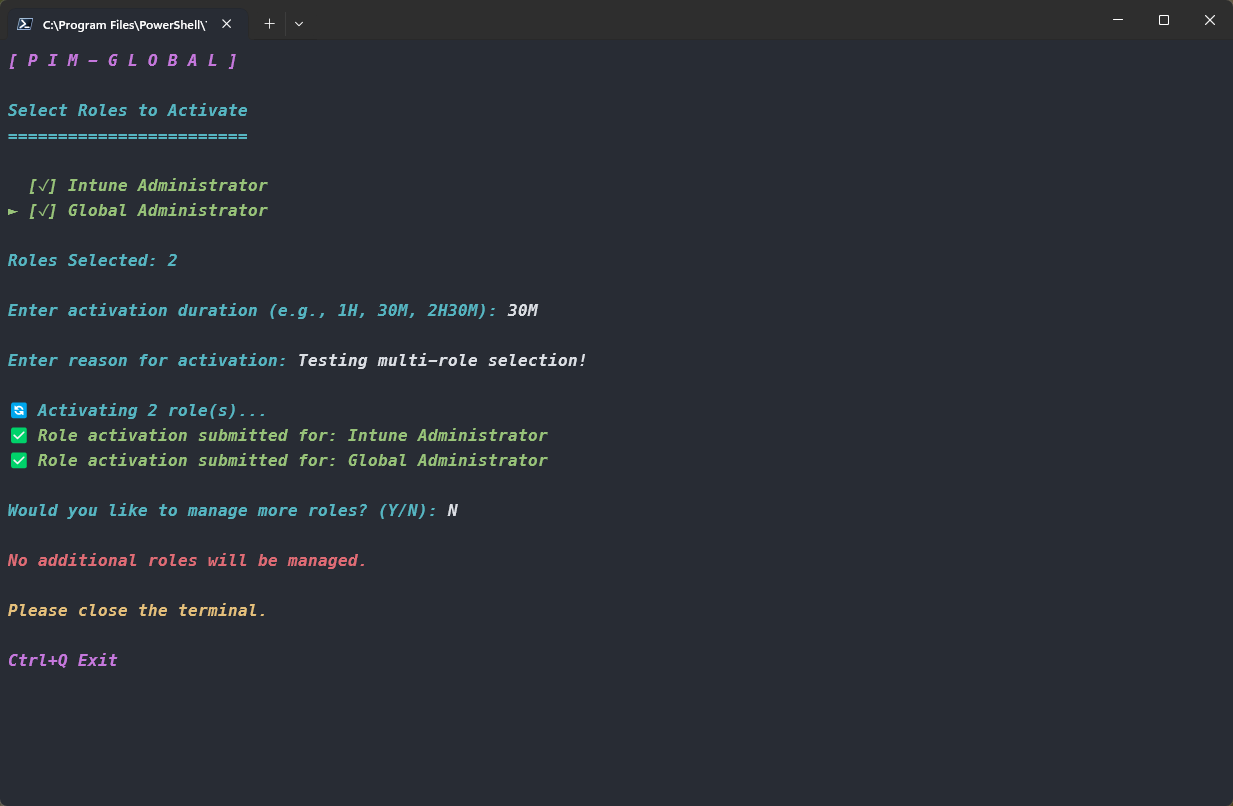 C:\Program Files\PowerShell\
[ P I M - G L O B A L ]
Select Roles to Activate
========================
[√] Intune Administrator
► [√] Global Administrator
Roles Selected: 2
Enter activation duration (e.g., 1H, 30M, 2H30M): 30M
Enter reason for activation: Testing multi-role selection!
🔄 Activating 2 role(s)...
✅ Role activation submitted for: Intune Administrator
✅ Role activation submitted for: Global Administrator
Would you like to manage more roles? (Y/N): N
No additional roles will be managed.
Please close the terminal.
Ctrl+Q Exit